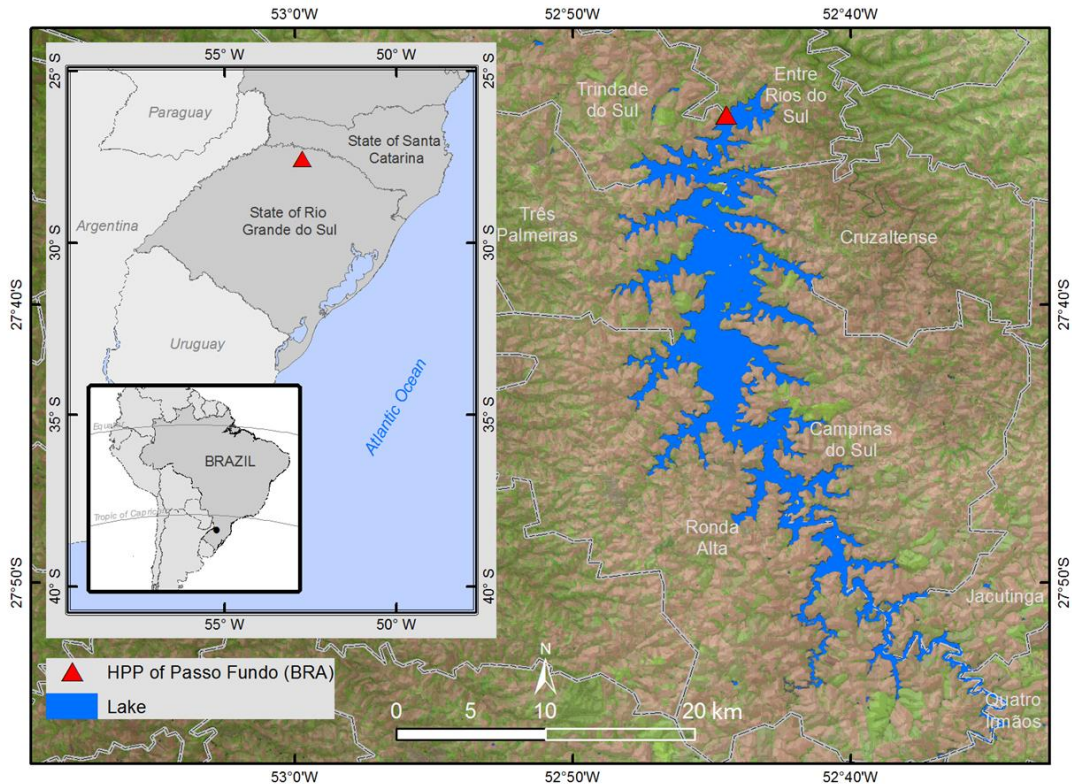 53°0'W
52°50'W
52°40'W
55° W
50° W
25° S
Paraguay
State of Santa
Catarina
State of Rio
Grande do Sul
Argentina
30° S
30° S
Uruguay
Atlantic Ocean
35° S
35° S
BRAZIL
Tropic of Capric
40° S
40° S
55° W
50° W
27°40'S
27°50'S
Trindade
do Sul
Entre
Rios do
Sul
Três
Palmeiras
Cruzaltense
27°40'S
Campinas
do Sul
Ronda
Alta
Jacutinga
27°50'S
Quatro
Irmãos
HPP of Passo Fundo (BRA)
Lake
N
0 5 10 20 km
53°0'W
52°50'W
52°40'W